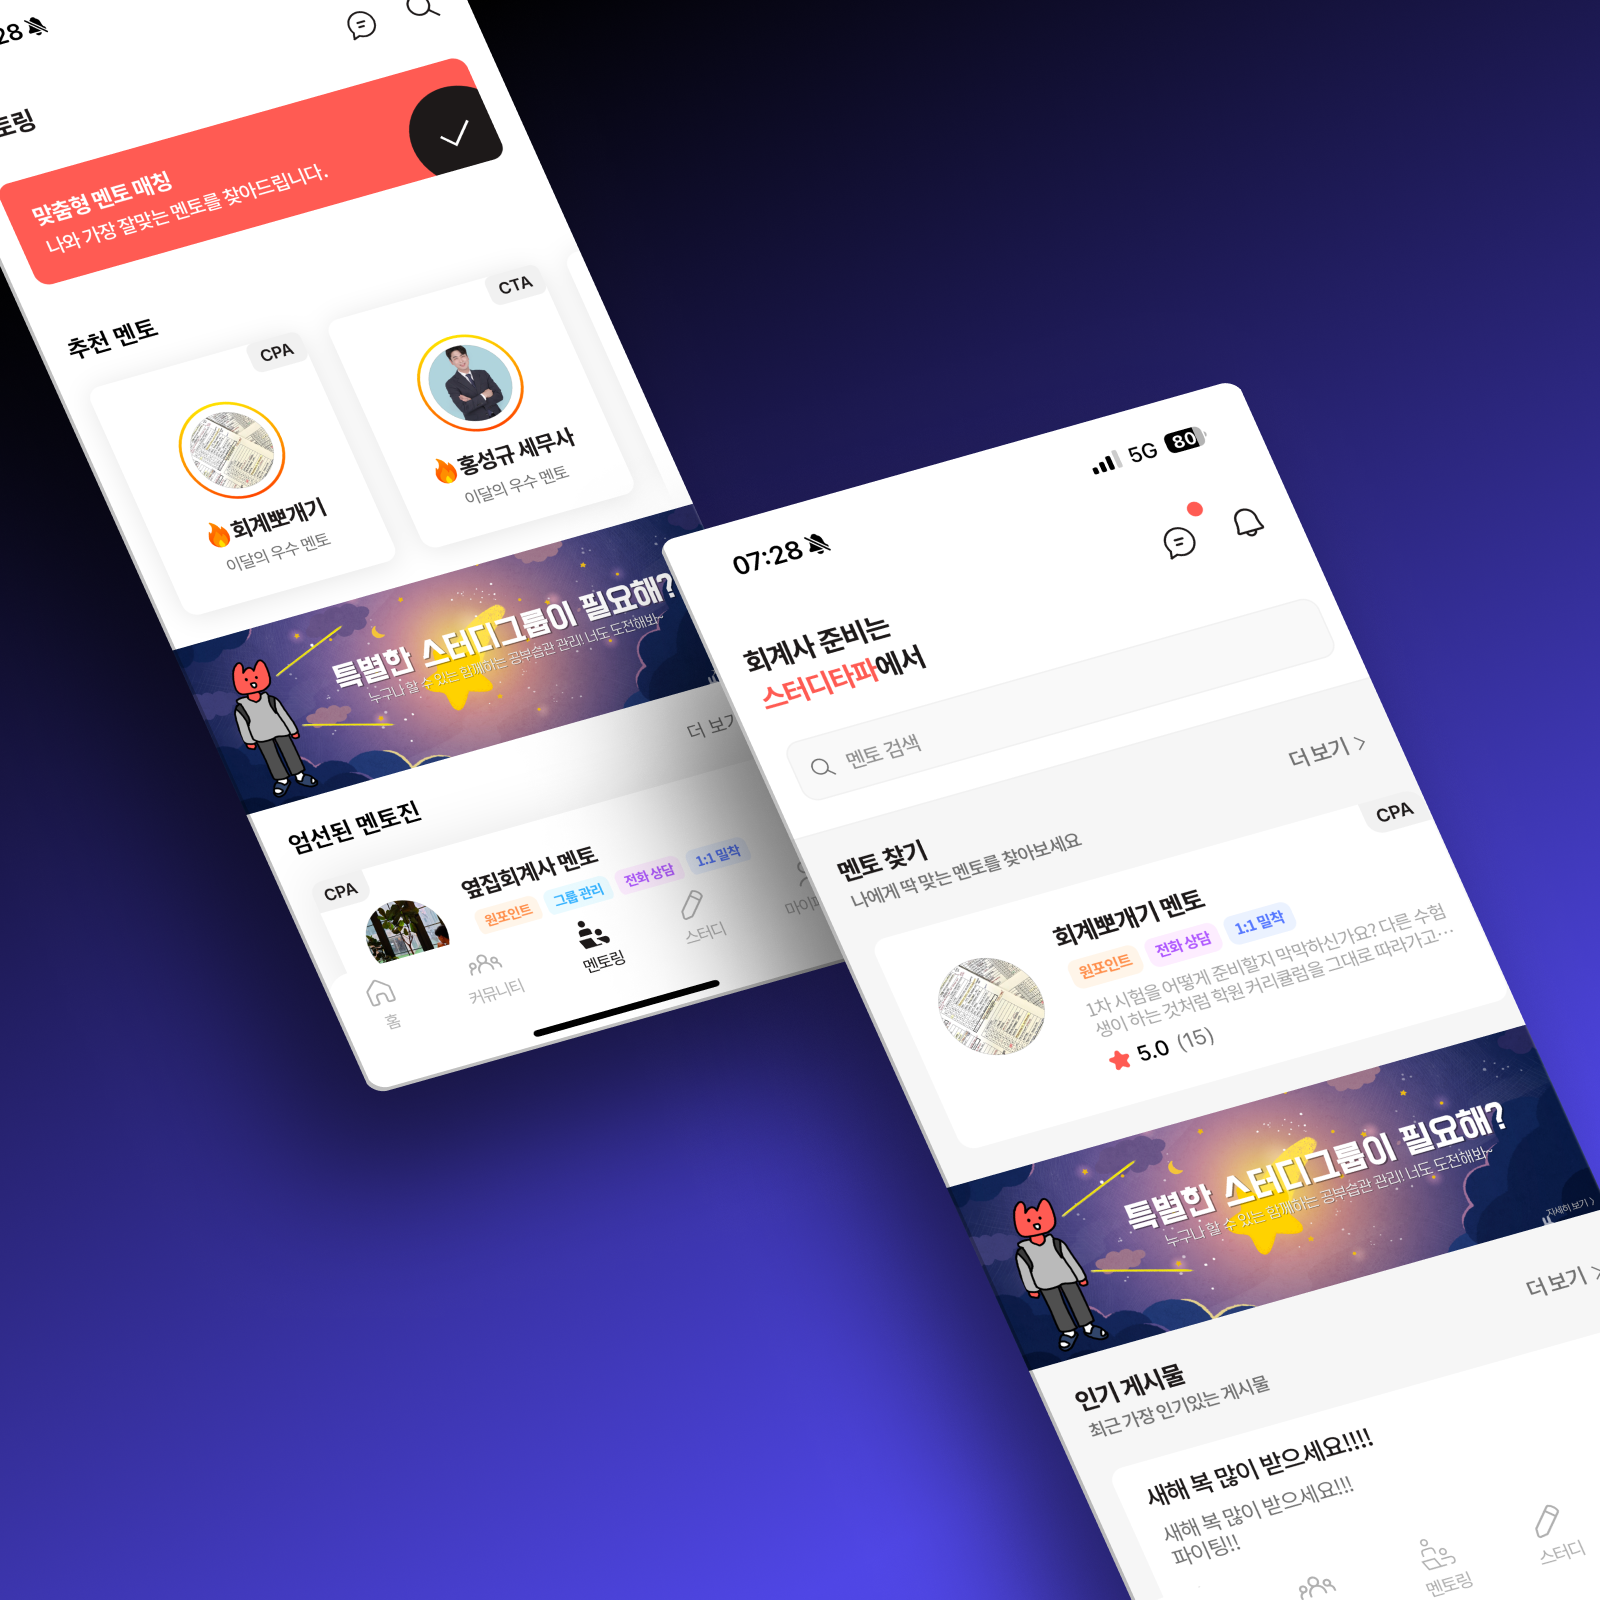 :28
토링
맞춤형 멘토 매칭
나와 가장 잘맞는 멘토를 찾아드립니다.
추천 멘토
CPA
회계뽀개기
이달의 우수 멘토
CTA
홍성규 세무사
이달의 우수 멘토
특별한 스터디그룹이 필요해?
누구나 할 수 있는 함께하는 공부습관 관리! 너도 도전해봐~
더 보기
엄선된 멘토진
CPA
옆집회계사 멘토
원포인트
그룹 관리
전화 상담
1:1 밀착
홈
커뮤니티
멘토링
스터디
07:28
5G
80
회계사 준비는
스터디타파에서
멘토 검색
더 보기
멘토 찾기
나에게 딱 맞는 멘토를 찾아보세요
CPA
회계뽀개기 멘토
원포인트
전화 상담
1:1 밀착
1차 시험을 어떻게 준비할지 막막하신가요? 다른 수험
생이 하는 것처럼 학원 커리큘럼을 그대로 따라가고…
5.0 (15)
특별한 스터디그룹이 필요해?
누구나 할 수 있는 함께하는 공부습관 관리! 너도 도전해봐~
자세히 보기
더 보기
인기 게시물
최근 가장 인기있는 게시물
새해 복 많이 받으세요!!!!
새해 복 많이 받으세요!!!
파이팅!!
멘토링
스터디